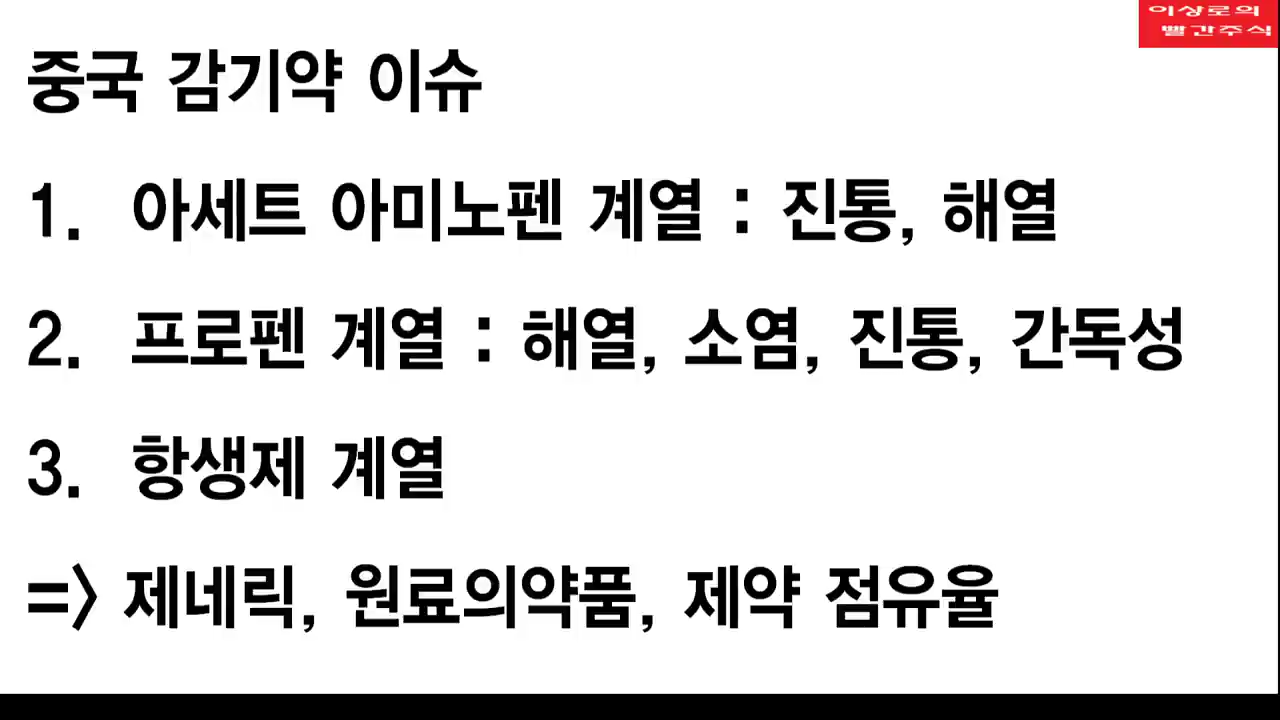 이상로의
빨간주식
중국 감기약 이슈
1. 아세트 아미노펜 계열 : 진통, 해열
2. 프로펜 계열 : 해열, 소염, 진통, 간독성
3. 항생제 계열
=> 제네릭, 원료의약품, 제약 점유율